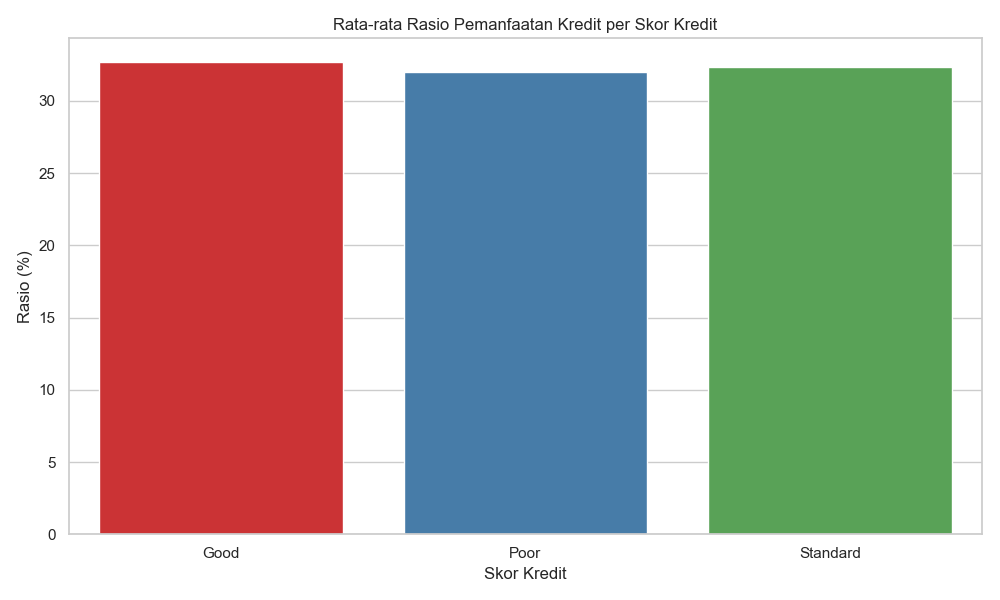 Rata-rata Rasio Pemanfaatan Kredit per Skor Kredit
Rasio (%)
30
25
20
15
10
5
0
Good
Poor
Standard
Skor Kredit